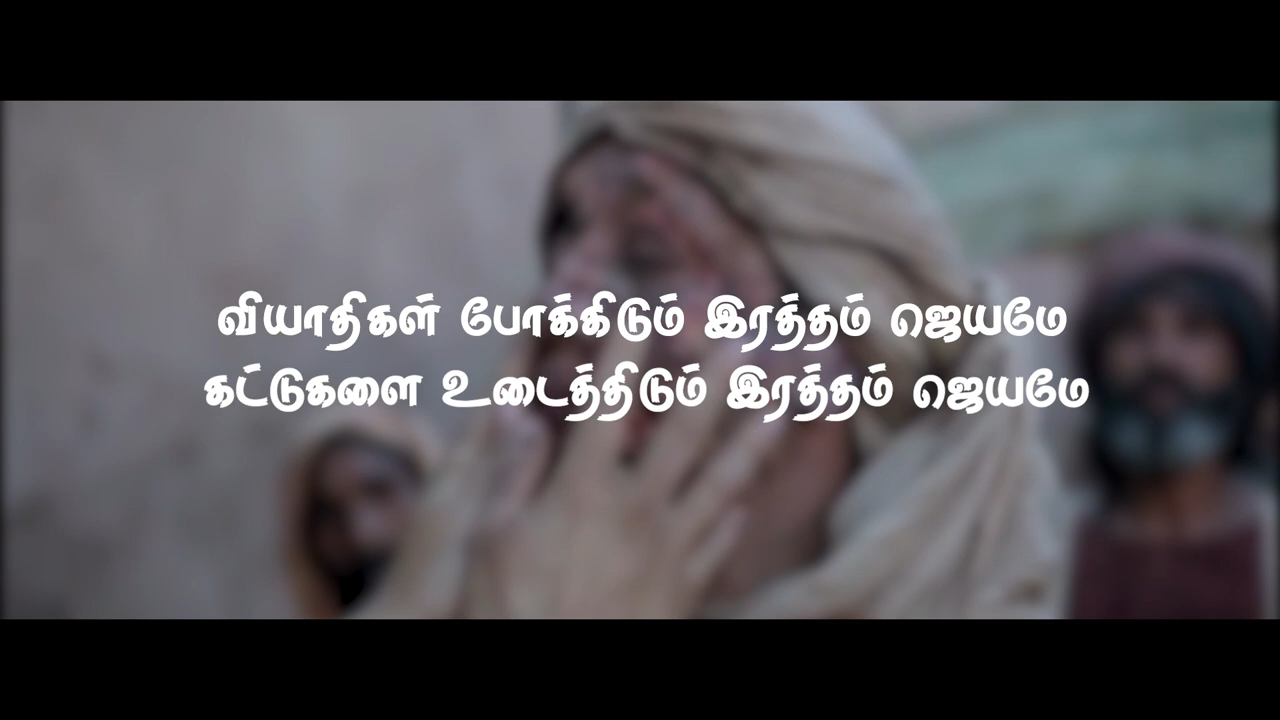 வியாதிகள் போக்கிடும் இரத்தம் ஜெயமே
கட்டுகளை உடைத்திடும் இரத்தம் ஜெயமே